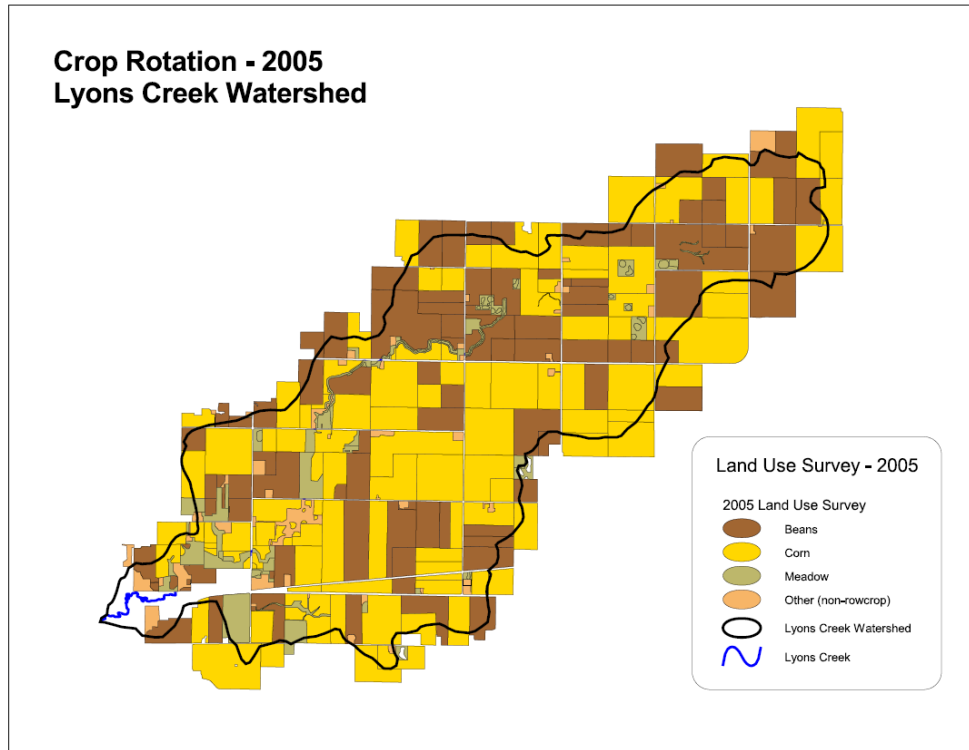 Crop Rotation - 2005
Lyons Creek Watershed
Land Use Survey - 2005
2005 Land Use Survey
Beans
Corn
Meadow
Other (non-rowcrop)
Lyons Creek Watershed
Lyons Creek